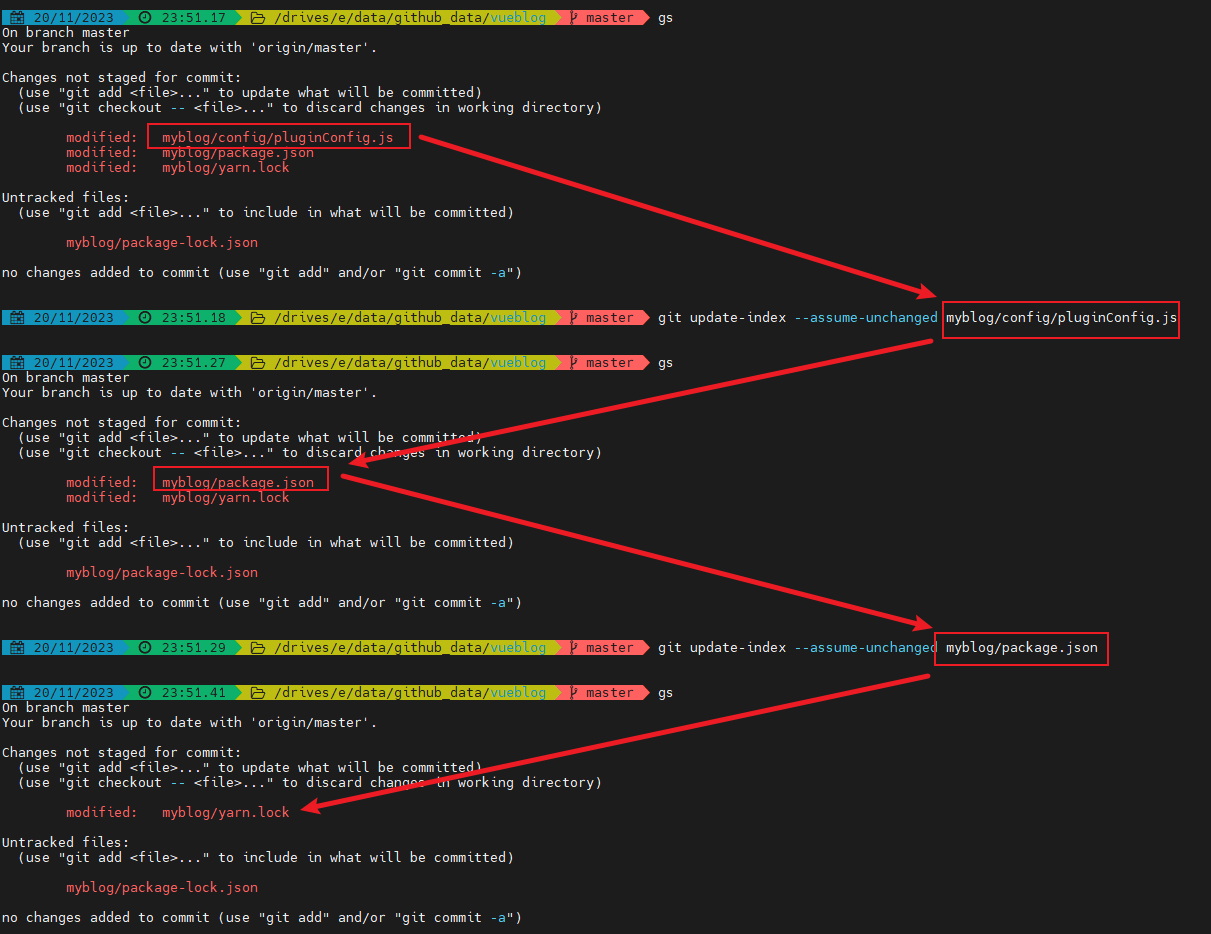 20/11/2023 23:51.17 /drives/e/data/github_data/vueblog master gs
On branch master
Your branch is up to date with 'origin/master'.
Changes not staged for commit:
(use "git add <file>..." to update what will be committed)
(use "git checkout -- <file>..." to discard changes in working directory)
modified: myblog/config/pluginConfig.js
modified: myblog/package.json
modified: myblog/yarn.lock
Untracked files:
(use "git add <file>..." to include in what will be committed)
myblog/package-lock.json
no changes added to commit (use "git add" and/or "git commit -a")
20/11/2023 23:51.18 /drives/e/data/github_data/vueblog master git update-index --assume-unchanged myblog/config/pluginConfig.js
20/11/2023 23:51.27 /drives/e/data/github_data/vueblog master gs
On branch master
Your branch is up to date with 'origin/master'.
Changes not staged for commit:
(use "git add <file>..." to update what will be committed)
(use "git checkout -- <file>..." to discard changes in working directory)
modified: myblog/package.json
modified: myblog/yarn.lock
Untracked files:
(use "git add <file>..." to include in what will be committed)
myblog/package-lock.json
no changes added to commit (use "git add" and/or "git commit -a")
20/11/2023 23:51.29 /drives/e/data/github_data/vueblog master git update-index --assume-unchanged myblog/package.json
20/11/2023 23:51.41 /drives/e/data/github_data/vueblog master gs
On branch master
Your branch is up to date with 'origin/master'.
Changes not staged for commit:
(use "git add <file>..." to update what will be committed)
(use "git checkout -- <file>..." to discard changes in working directory)
modified: myblog/yarn.lock
Untracked files:
(use "git add <file>..." to include in what will be committed)
myblog/package-lock.json
no changes added to commit (use "git add" and/or "git commit -a")